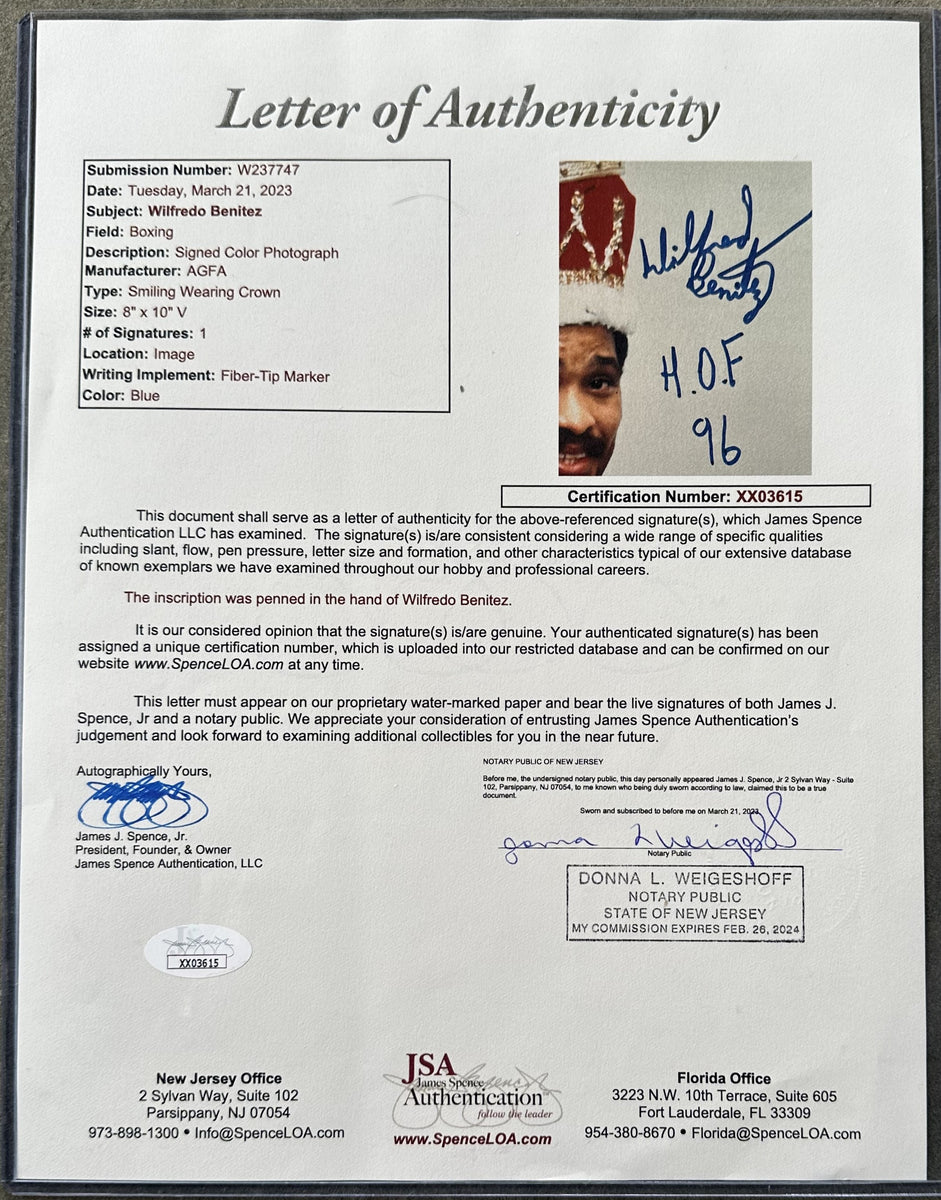 Letter of Authenticity
Submission Number: W237747
Date: Tuesday, March 21, 2023
Subject: Wilfredo Benitez
Field: Boxing
Description: Signed Color Photograph
Manufacturer: AGFA
Type: Smiling Wearing Crown
Size: 8" x 10" V
# of Signatures: 1
Location: Image
Writing Implement: Fiber-Tip Marker
Color: Blue
Wilfred
Benitez
H.O.F
96
Certification Number: XX03615
This document shall serve as a letter of authenticity for the above-referenced signature(s), which James Spence
Authentication LLC has examined. The signature(s) is/are consistent considering a wide range of specific qualities
including slant, flow, pen pressure, letter size and formation, and other characteristics typical of our extensive database
of known exemplars we have examined throughout our hobby and professional careers.
The inscription was penned in the hand of Wilfredo Benitez.
It is our considered opinion that the signature(s) is/are genuine. Your authenticated signature(s) has been
assigned a unique certification number, which is uploaded into our restricted database and can be confirmed on our
website www.SpenceLOA.com at any time.
This letter must appear on our proprietary water-marked paper and bear the live signatures of both James J.
Spence, Jr and a notary public. We appreciate your consideration of entrusting James Spence Authentication's
judgement and look forward to examining additional collectibles for you in the near future.
Autographically Yours,
James J. Spence, Jr.
President, Founder, & Owner
James Spence Authentication, LLC
XX03615
NOTARY PUBLIC OF NEW JERSEY
Before me, the undersigned notary public, this day personally appeared James J. Spence, Jr 2 Sylvan Way - Suite
102, Parsippany, NJ 07054, to me known who being duly sworn according to law, claimed this to be a true
document.
Sworn and subscribed to before me on March 21, 2023
Notary Public
DONNA L. WEIGESHOFF
NOTARY PUBLIC
STATE OF NEW JERSEY
MY COMMISSION EXPIRES FEB. 26, 2024
New Jersey Office
2 Sylvan Way, Suite 102
Parsippany, NJ 07054
973-898-1300 • Info@SpenceLOA.com
JSA
James Spence
Authentication
follow the leader
www.SpenceLOA.com
Florida Office
3223 N.W. 10th Terrace, Suite 605
Fort Lauderdale, FL 33309
954-380-8670 • Florida@SpenceLOA.com